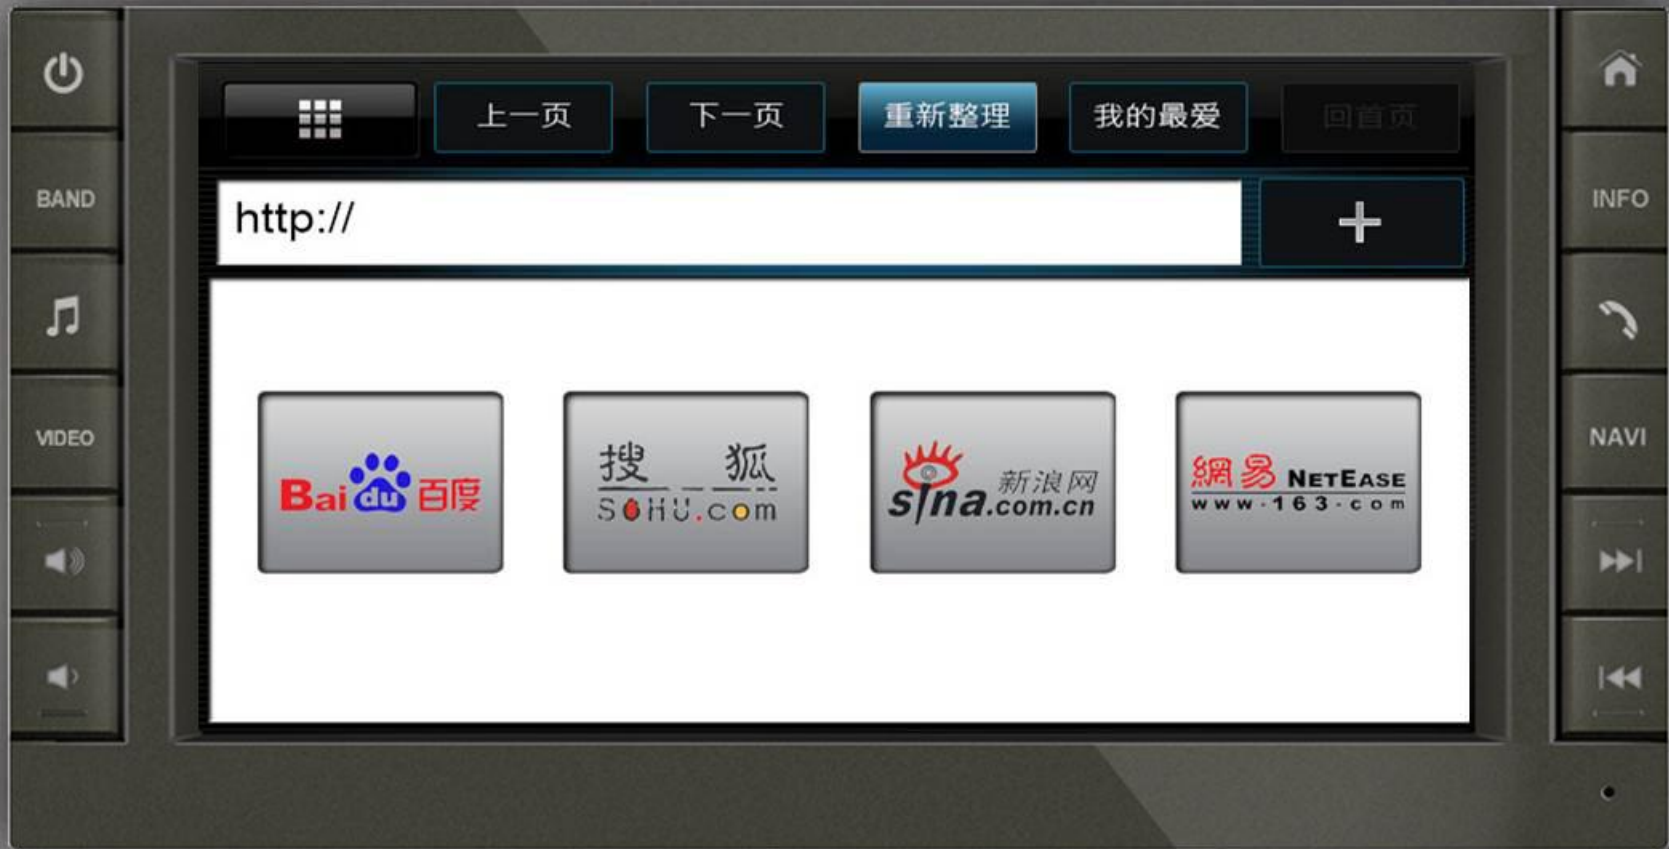 上一页
下一页
重新整理
我的最爱
回首页
BAND
http://
INFO
VIDEO
Bai du 百度
搜 狐
SOHU.com
新浪网
sina.com.cn
網易 NETEASE
www.163.com
NAVI